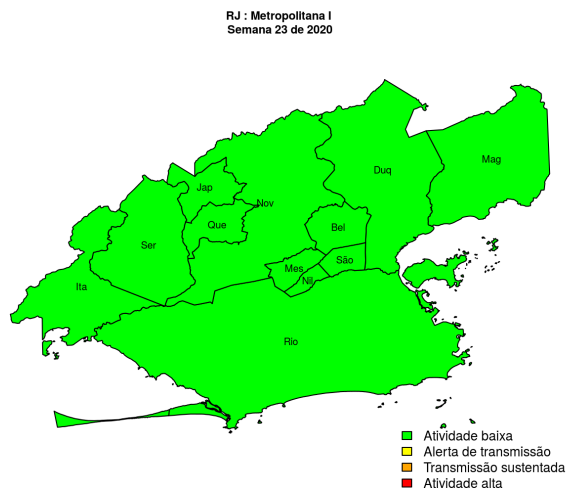 RJ : Metropolitana I
Semana 23 de 2020
Duq
Mag
Jap
Nov
Que
Bel
Ser
São
Mes
Nil
Ita
Rio
Atividade baixa
Alerta de transmissão
Transmissão sustentada
Atividade alta